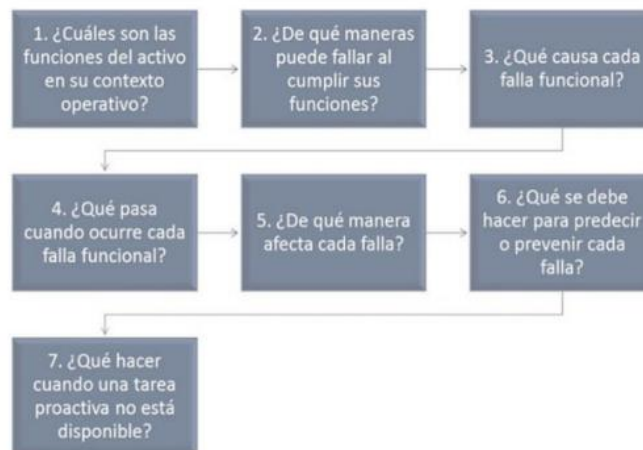 1. ¿Cuáles son las
funciones del activo
en su contexto
operativo?
2. ¿De qué maneras
puede fallar al
cumplir sus
funciones?
3. ¿Qué causa cada
falla funcional?
4. ¿Qué pasa
cuando ocurre cada
falla funcional?
5. ¿De qué manera
afecta cada falla?
6. ¿Qué se debe
hacer para predecir
o prevenir cada
falla?
7. ¿Qué hacer
cuando una tarea
proactiva no está
disponible?